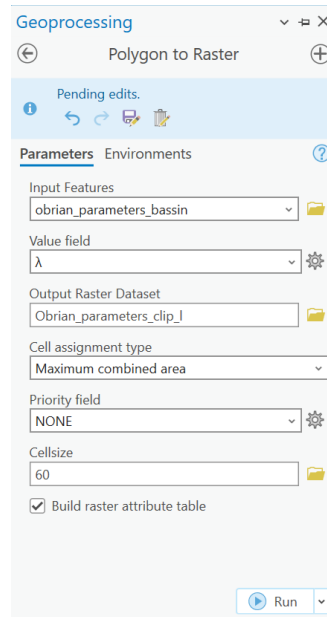 Geoprocessing
Polygon to Raster
Pending edits.
Parameters Environments
Input Features
obrian_parameters_bassin
Value field
λ
Output Raster Dataset
Obrian_parameters_clip_l
Cell assignment type
Maximum combined area
Priority field
NONE
Cellsize
60
Build raster attribute table
Run